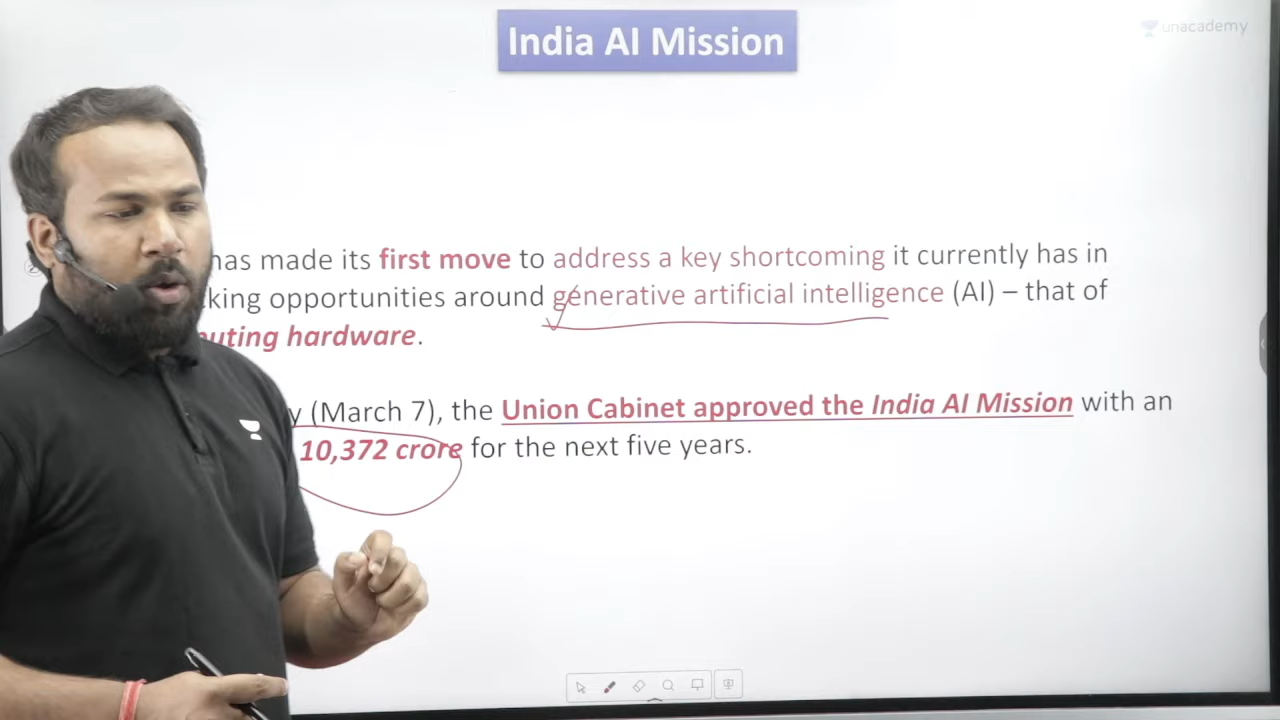 India AI Mission
unacademy
has made its first move to address a key shortcoming it currently has in
king opportunities around generative artificial intelligence (AI) – that of
uting hardware.
y (March 7), the Union Cabinet approved the India AI Mission with an
10,372 crore for the next five years.